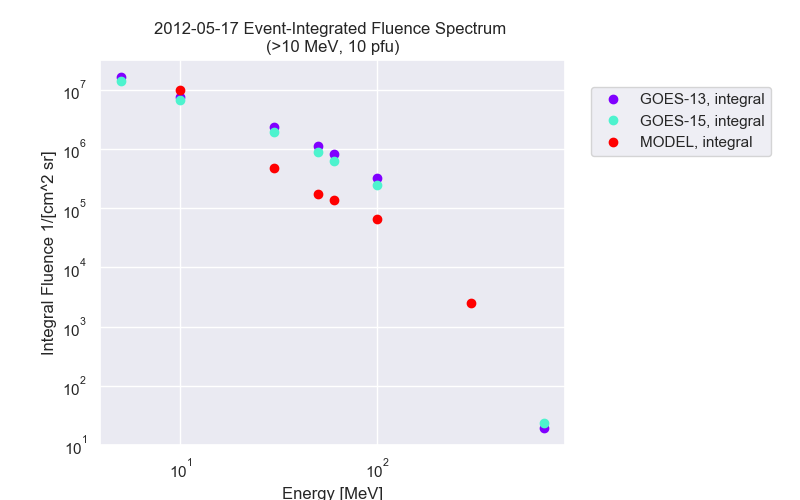 2012-05-17 Event-Integrated Fluence Spectrum
(>10 MeV, 10 pfu)
GOES-13, integral
GOES-15, integral
MODEL, integral
Integral Fluence 1/[cm^2 sr]
10^7
10^6
10^5
10^4
10^3
10^2
10^1
10^1
10^2
Energy [MeV]